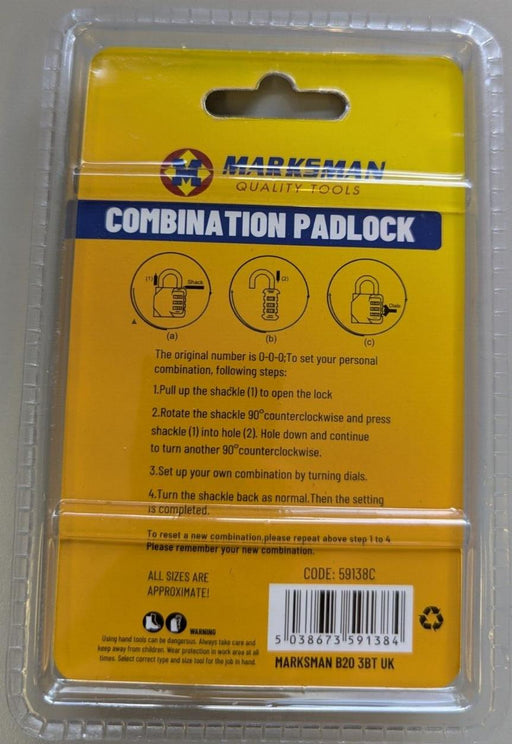 MARKSMAN
QUALITY TOOLS
COMBINATION PADLOCK
(1) Shack (2) Dials
(a) (b) (c)
The original number is 0-0-0;To set your personal
combination, following steps:
1.Pull up the shackle (1) to open the lock
2.Rotate the shackle 90°counterclockwise and press
shackle (1) into hole (2). Hole down and continue
to turn another 90°counterclockwise.
3.Set up your own combination by turning dials.
4.Turn the shackle back as normal.Then the setting
is completed.
To reset a new combination,please repeat above step 1 to 4
Please remember your new combination.
ALL SIZES ARE
APPROXIMATE!
CODE: 59138C
WARNING
Using hand tools can be dangerous. Always take care and
keep away from children. Wear protection in work area at all
times. Select correct type and size tool for the job in hand.
5 038673 591384
MARKSMAN B20 3BT UK